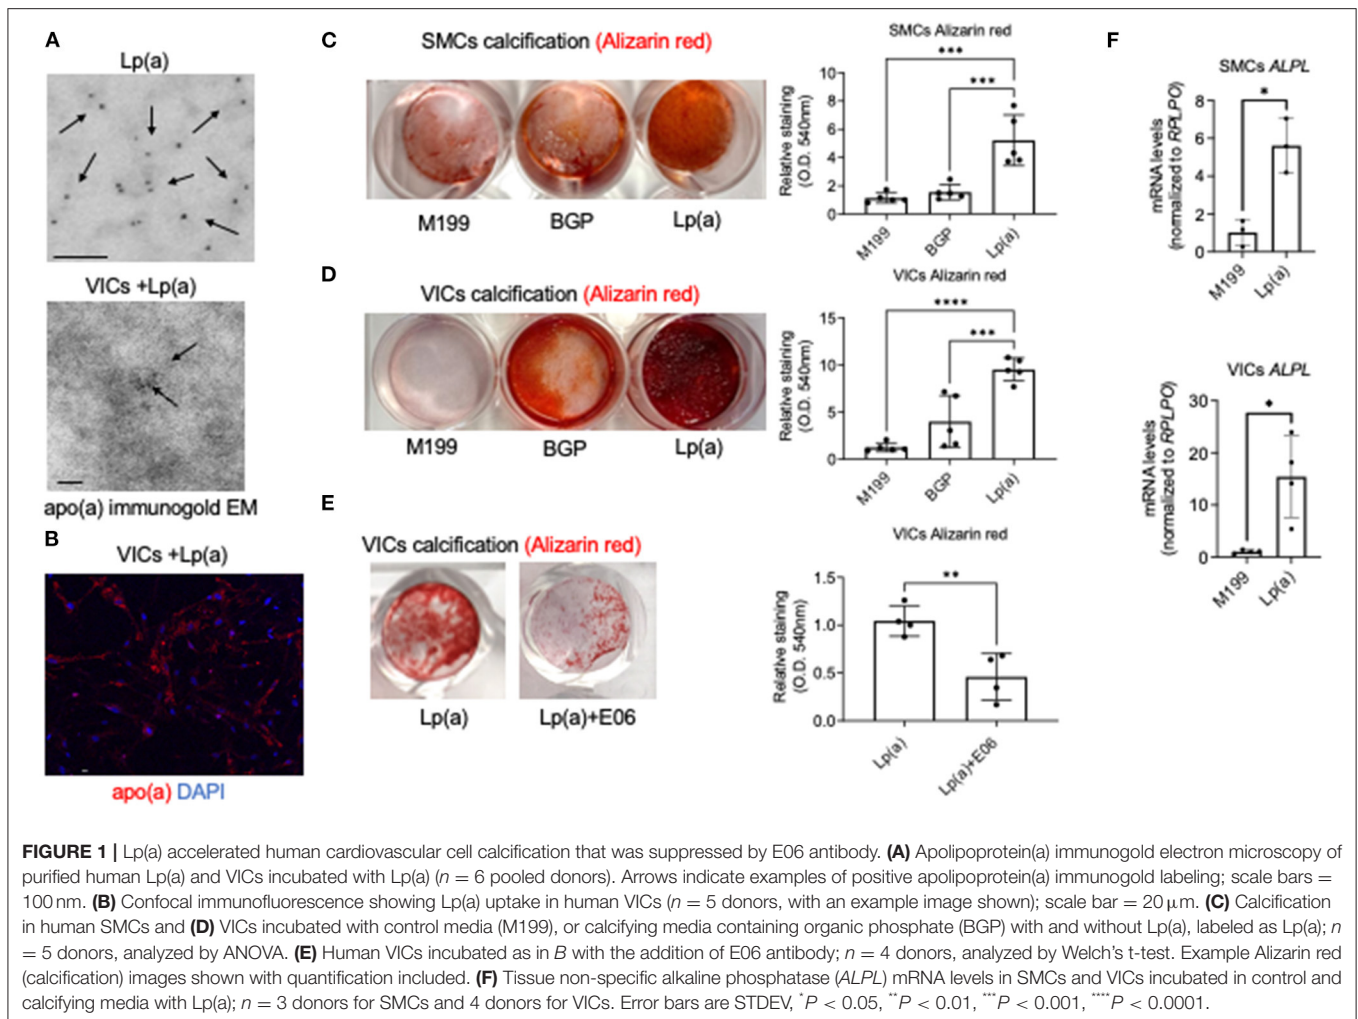 A
Lp(a)
VICs +Lp(a)
apo(a) immunogold EM
B
VICs +Lp(a)
apo(a) DAPI
C
SMCs calcification (Alizarin red)
M199
BGP
Lp(a)
SMCs Alizarin red
***
***
Relative staining
(O.D. 540nm)
10
8
6
4
2
0
M199
BGP
Lp(a)
D
VICs calcification (Alizarin red)
M199
BGP
Lp(a)
VICs Alizarin red
****
***
Relative staining
(O.D. 540nm)
15
10
5
0
M199
BGP
Lp(a)
E
VICs calcification (Alizarin red)
Lp(a)
Lp(a)+E06
VICs Alizarin red
**
Relative staining
(O.D. 540nm)
1.5
1.0
0.5
0.0
Lp(a)
Lp(a)+E06
F
SMCs ALPL
*
mRNA levels
(normalized to RPLPO)
8
6
4
2
0
M199
Lp(a)
VICs ALPL
*
mRNA levels
(normalized to RPLPO)
30
20
10
0
M199
Lp(a)
FIGURE 1 | Lp(a) accelerated human cardiovascular cell calcification that was suppressed by E06 antibody. (A) Apolipoprotein(a) immunogold electron microscopy of
purified human Lp(a) and VICs incubated with Lp(a) (n = 6 pooled donors). Arrows indicate examples of positive apolipoprotein(a) immunogold labeling; scale bars =
100 nm. (B) Confocal immunofluorescence showing Lp(a) uptake in human VICs (n = 5 donors, with an example image shown); scale bar = 20 μm. (C) Calcification
in human SMCs and (D) VICs incubated with control media (M199), or calcifying media containing organic phosphate (BGP) with and without Lp(a), labeled as Lp(a); n
= 5 donors, analyzed by ANOVA. (E) Human VICs incubated as in B with the addition of E06 antibody; n = 4 donors, analyzed by Welch's t-test. Example Alizarin red
(calcification) images shown with quantification included. (F) Tissue non-specific alkaline phosphatase (ALPL) mRNA levels in SMCs and VICs incubated in control and
calcifying media with Lp(a); n = 3 donors for SMCs and 4 donors for VICs. Error bars are STDEV, *P < 0.05, **P < 0.01, ***P < 0.001, ****P < 0.0001.